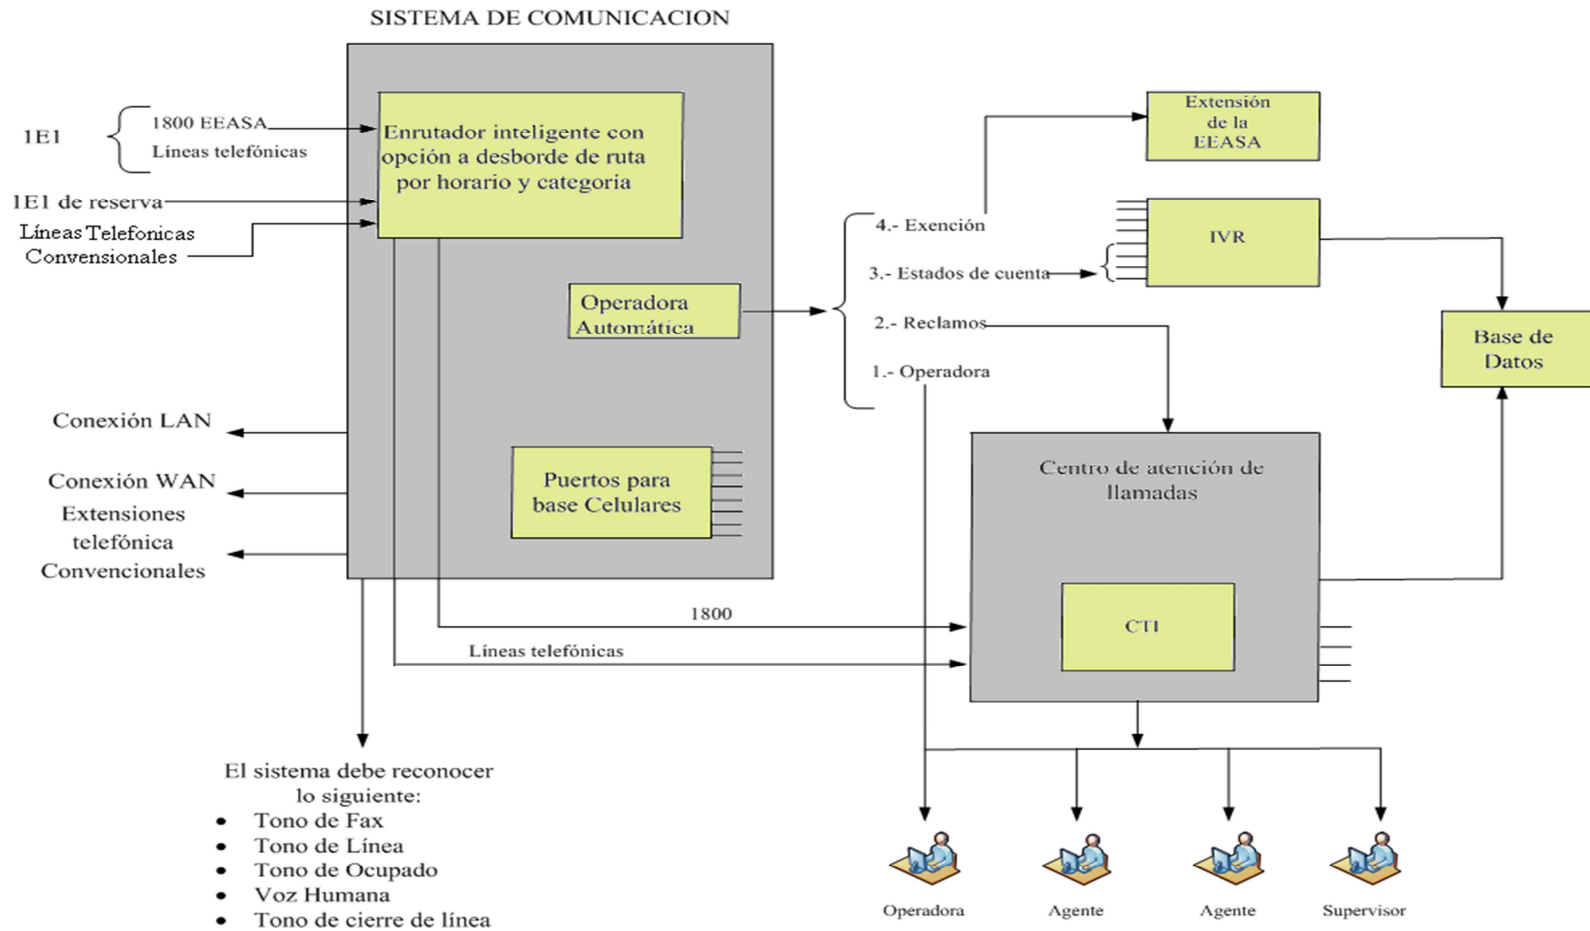 SISTEMA DE COMUNICACION
1E1
1800 EEASA
Líneas telefónicas
1E1 de reserva
Líneas Telefonicas
Convensionales
Enrutador inteligente con
opción a desborde de ruta
por horario y categoría
Operadora
Automática
Puertos para
base Celulares
Conexión LAN
Conexión WAN
Extensiones
telefónica
Convencionales
4.- Exención
3.- Estados de cuenta
2.- Reclamos
1.- Operadora
Extensión
de la
EEASA
IVR
Base de
Datos
Centro de atención de
llamadas
CTI
1800
Líneas telefónicas
El sistema debe reconocer
lo siguiente:
• Tono de Fax
• Tono de Línea
• Tono de Ocupado
• Voz Humana
• Tono de cierre de línea
Operadora
Agente
Agente
Supervisor